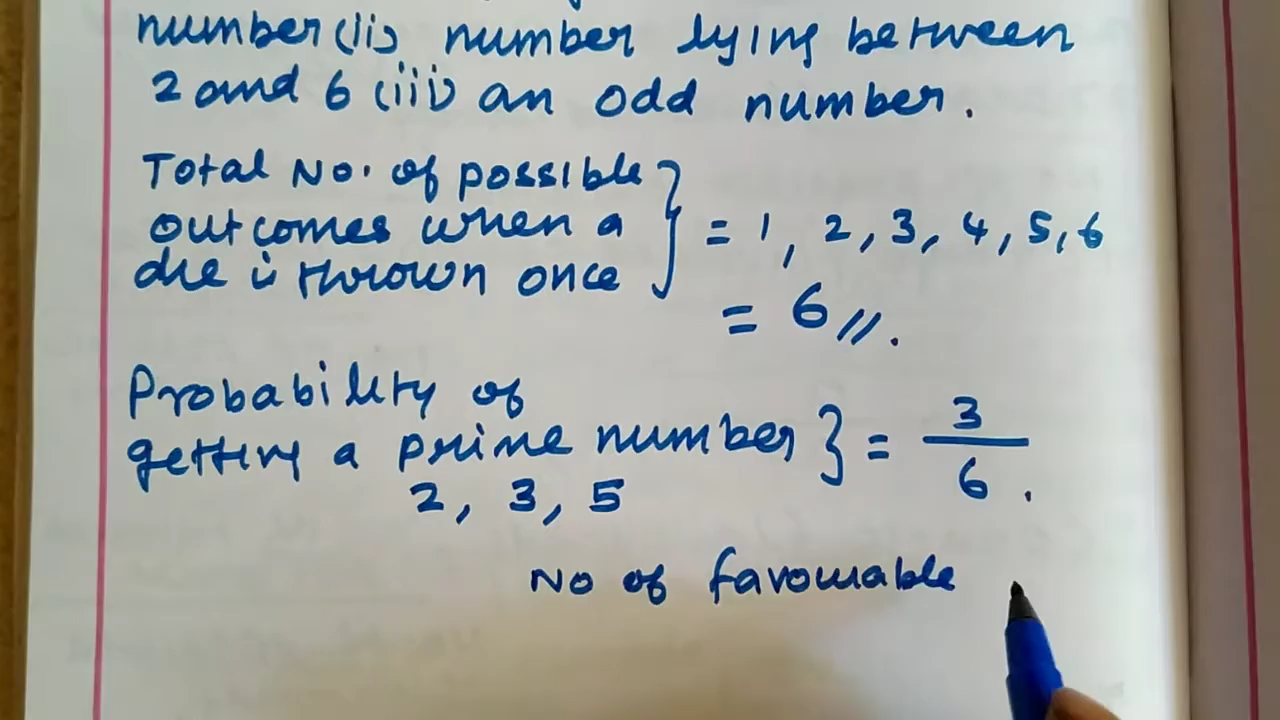 number (ii) number lying between
2 and 6 (iii) an odd number.
Total No. of possible
outcomes when a
die is thrown once } = 1, 2, 3, 4, 5, 6
= 6 //.
Probability of
getting a prime number } = 3/6.
2, 3, 5
No of favourable